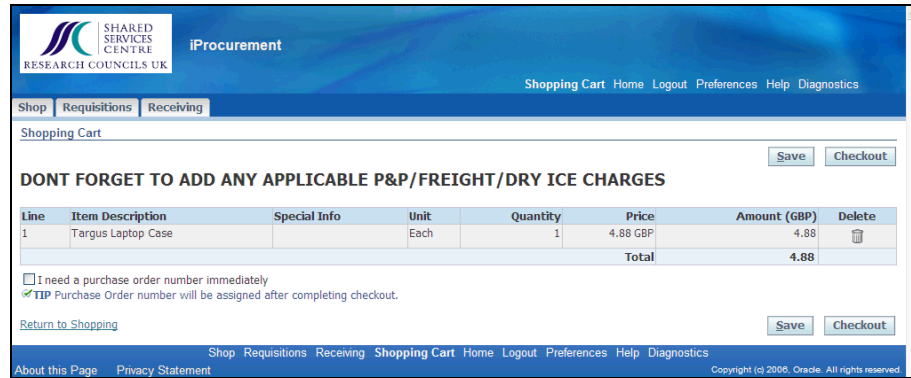 SHARED
SERVICES
CENTRE
RESEARCH COUNCILS UK
iProcurement
Shopping Cart Home Logout Preferences Help Diagnostics
Shop Requisitions Receiving
Shopping Cart
Save Checkout
DONT FORGET TO ADD ANY APPLICABLE P&P/FREIGHT/DRY ICE CHARGES
Line Item Description Special Info Unit Quantity Price Amount (GBP) Delete
1 Targus Laptop Case Each 1 4.88 GBP 4.88
Total 4.88
I need a purchase order number immediately
TIP Purchase Order number will be assigned after completing checkout.
Return to Shopping Save Checkout
Shop Requisitions Receiving Shopping Cart Home Logout Preferences Help Diagnostics
About this Page Privacy Statement Copyright (c) 2006, Oracle. All rights reserved.